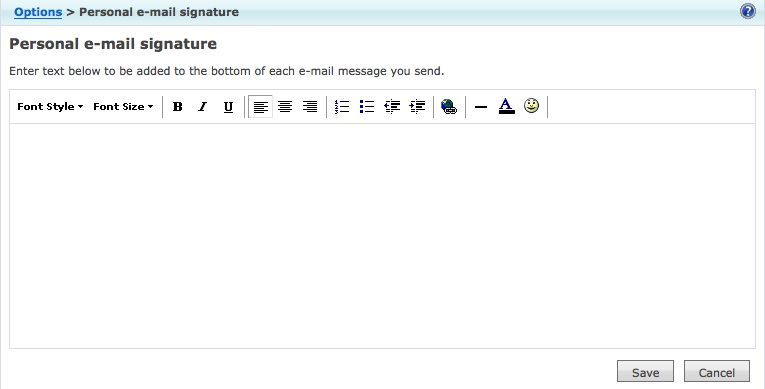 Options > Personal e-mail signature
Personal e-mail signature
Enter text below to be added to the bottom of each e-mail message you send.
Font Style Font Size B I U A
Save Cancel